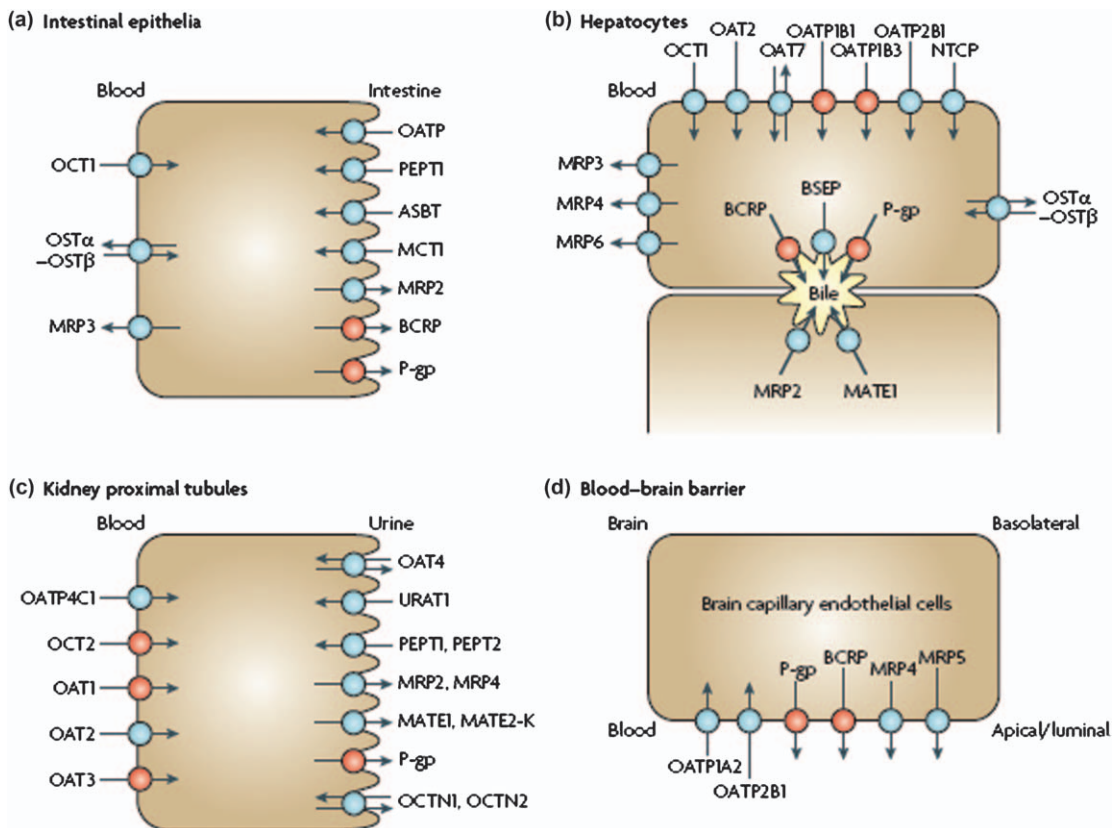 (a) Intestinal epithelia
Blood
Intestine
OCT1
OSTα
–OSTβ
MRP3
OATP
PEPT1
ASBT
MCT1
MRP2
BCRP
P-gp
(b) Hepatocytes
OCT1
OAT2
OAT7
OATP1B1
OATP1B3
OATP2B1
NTCP
Blood
MRP3
MRP4
MRP6
BCRP
BSEP
P-gp
OSTα
–OSTβ
Bile
MRP2
MATE1
(c) Kidney proximal tubules
Blood
Urine
OATP4C1
OCT2
OAT1
OAT2
OAT3
OAT4
URAT1
PEPT1, PEPT2
MRP2, MRP4
MATE1, MATE2-K
P-gp
OCTN1, OCTN2
(d) Blood–brain barrier
Brain
Basolateral
Brain capillary endothelial cells
P-gp
BCRP
MRP4
MRP5
Blood
Apical/luminal
OATP1A2
OATP2B1